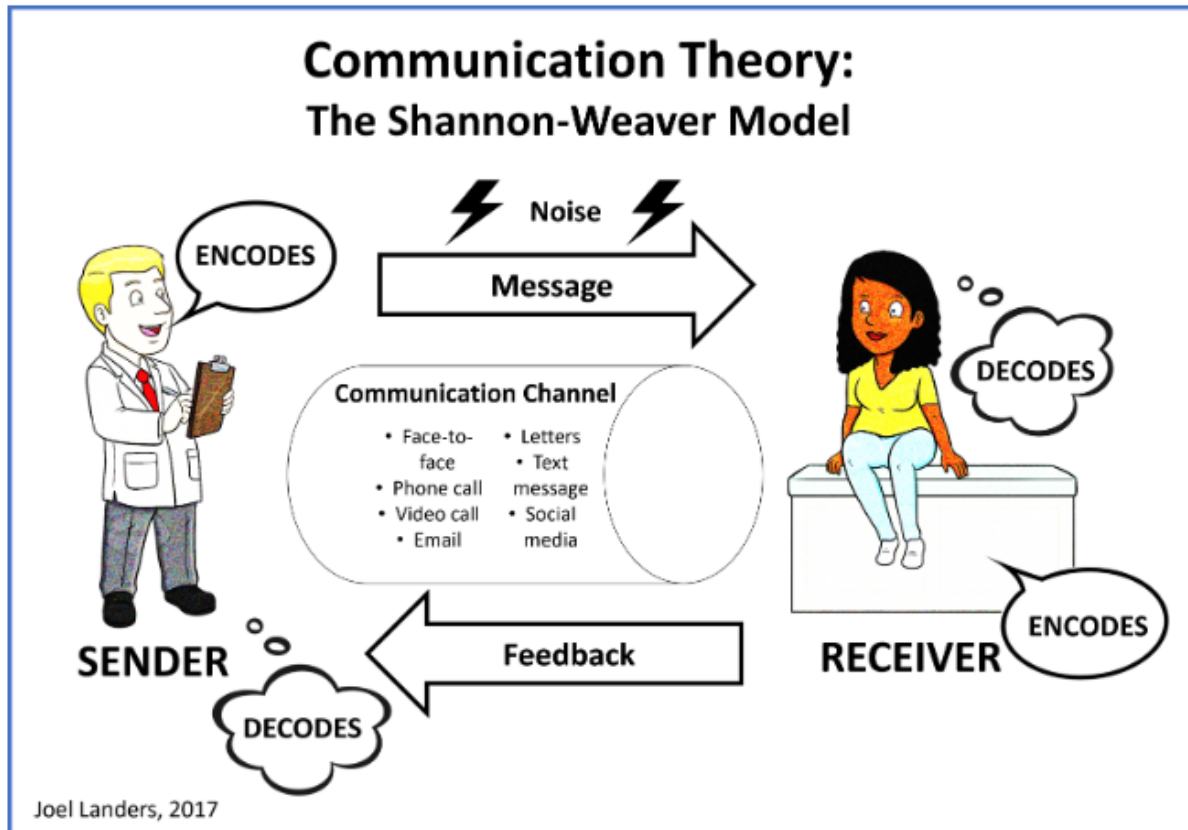 Communication Theory:
The Shannon-Weaver Model
Noise
ENCODES
Message
DECODES
Communication Channel
• Face-to-
face
• Phone call
• Video call
• Email
• Letters
• Text
message
• Social
media
ENCODES
SENDER
Feedback
RECEIVER
DECODES
Joel Landers, 2017